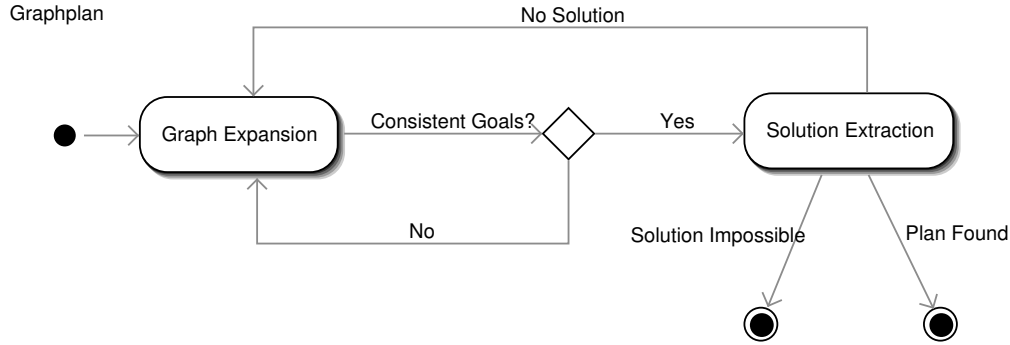 Graphplan
No Solution
Graph Expansion
Consistent Goals?
Yes
Solution Extraction
No
Solution Impossible
Plan Found